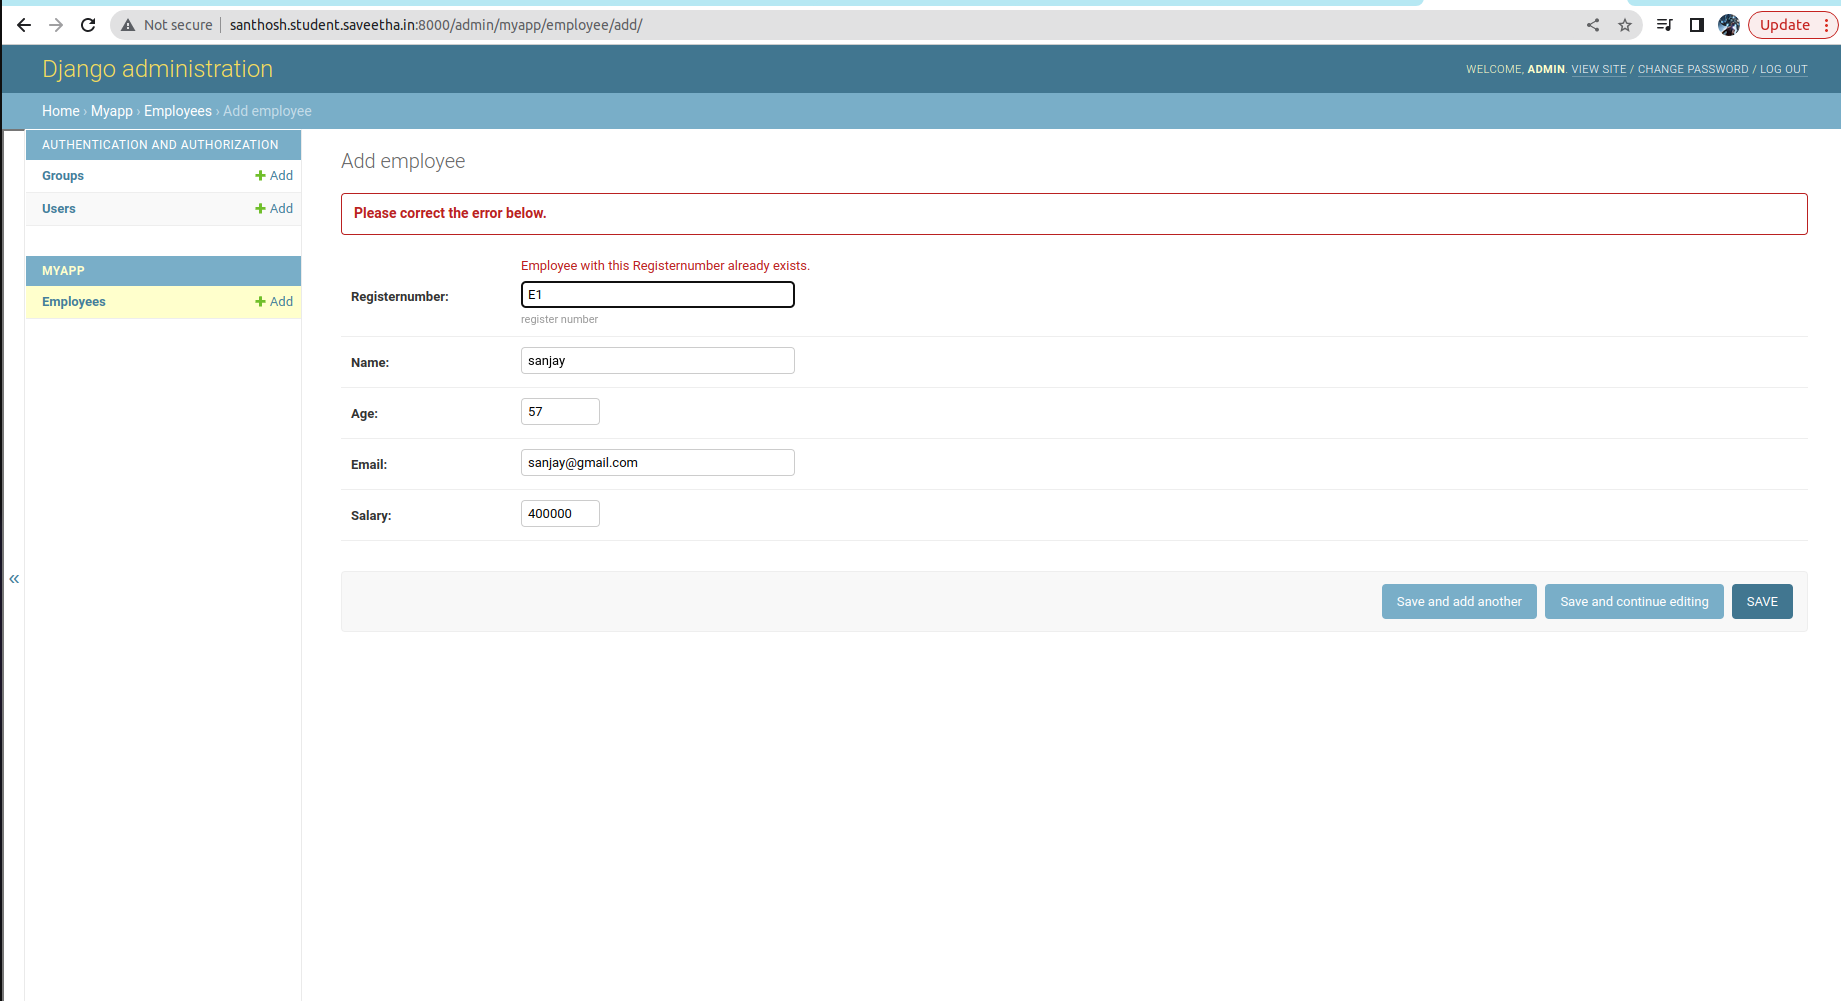 Not secure
santhosh.student.saveetha.in:8000/admin/myapp/employee/add/
Update
Django administration
WELCOME, ADMIN. VIEW SITE / CHANGE PASSWORD / LOG OUT
Home › Myapp › Employees › Add employee
AUTHENTICATION AND AUTHORIZATION
Groups
+ Add
Users
+ Add
MYAPP
Employees
+ Add
«
Add employee
Please correct the error below.
Employee with this Registernumber already exists.
Registernumber:
E1
register number
Name:
sanjay
Age:
57
Email:
sanjay@gmail.com
Salary:
400000
Save and add another
Save and continue editing
SAVE